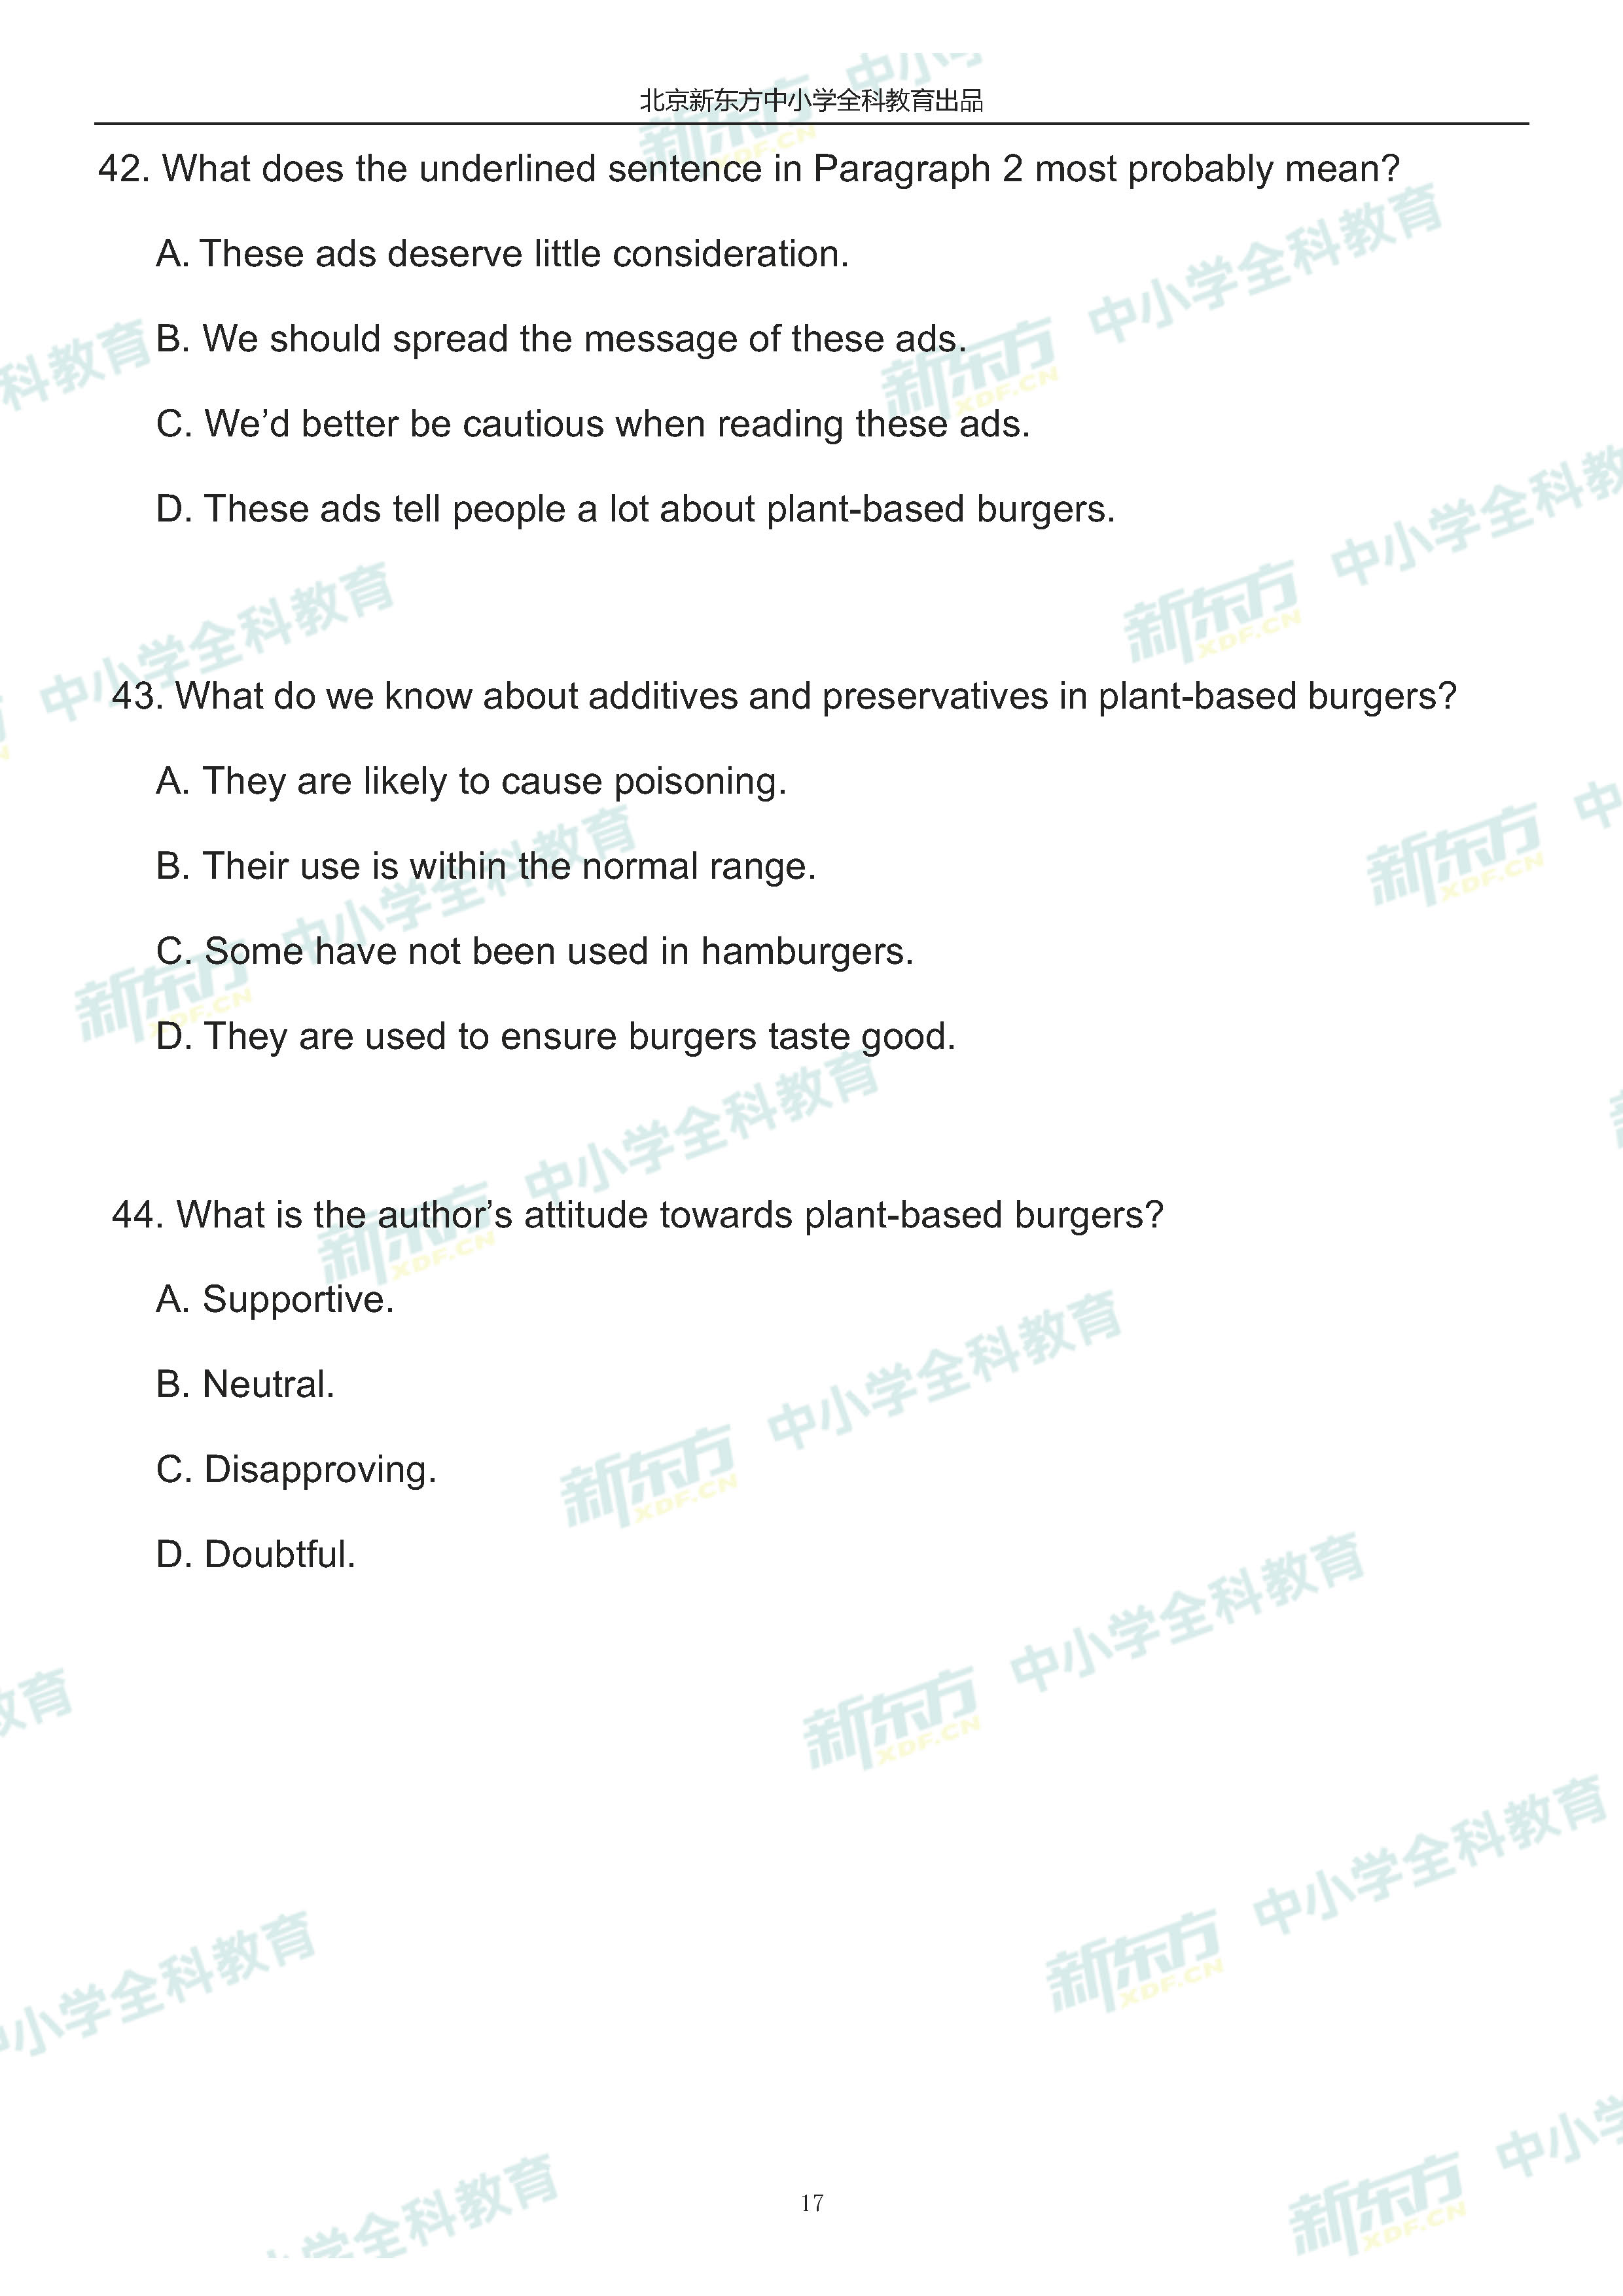 北京新东方中小学全科教育出品
42. What does the underlined sentence in Paragraph 2 most probably mean?
A. These ads deserve little consideration.
B. We should spread the message of these ads.
C. We’d better be cautious when reading these ads.
D. These ads tell people a lot about plant-based burgers.
43. What do we know about additives and preservatives in plant-based burgers?
A. They are likely to cause poisoning.
B. Their use is within the normal range.
C. Some have not been used in hamburgers.
D. They are used to ensure burgers taste good.
44. What is the author’s attitude towards plant-based burgers?
A. Supportive.
B. Neutral.
C. Disapproving.
D. Doubtful.
17
新东方 XDF.CN 中小学全科教育